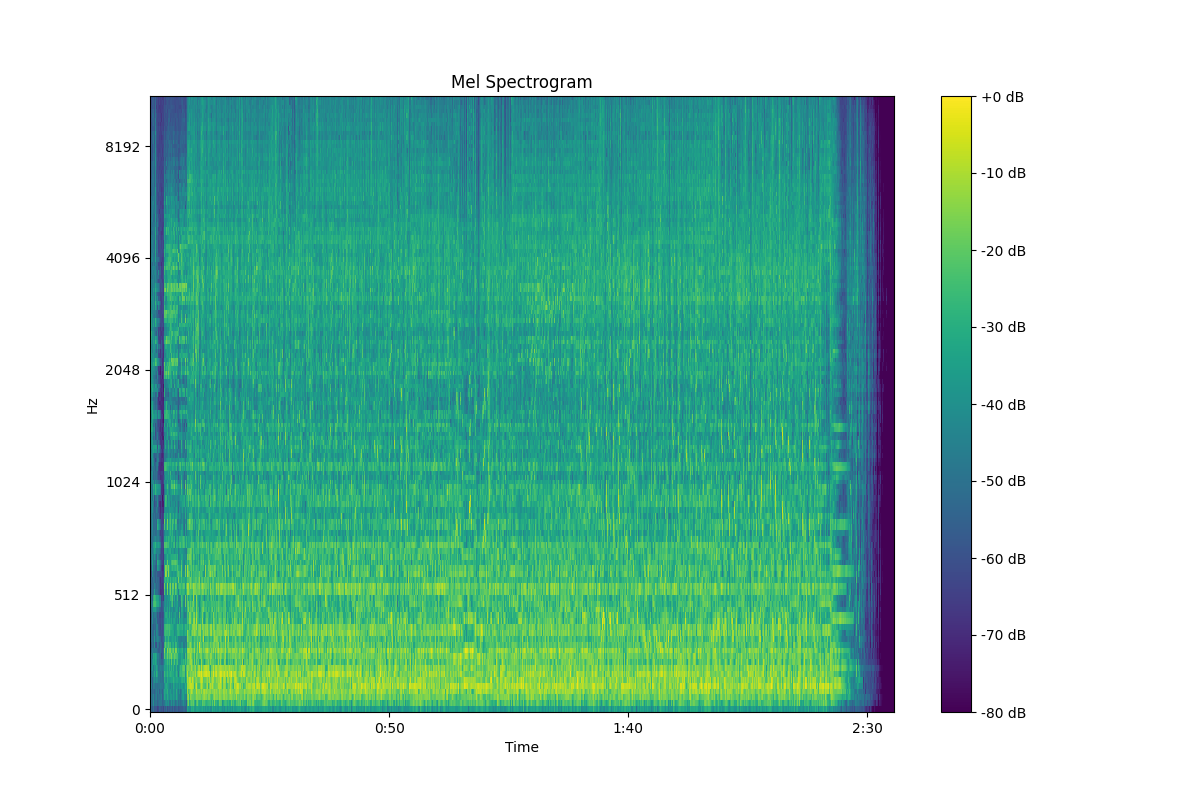 Mel Spectrogram
+0 dB
8192
-10 dB
-20 dB
4096
-30 dB
2048
-40 dB
Hz
1024
-50 dB
-60 dB
512
-70 dB
0
-80 dB
0:00
0:50
1:40
2:30
Time